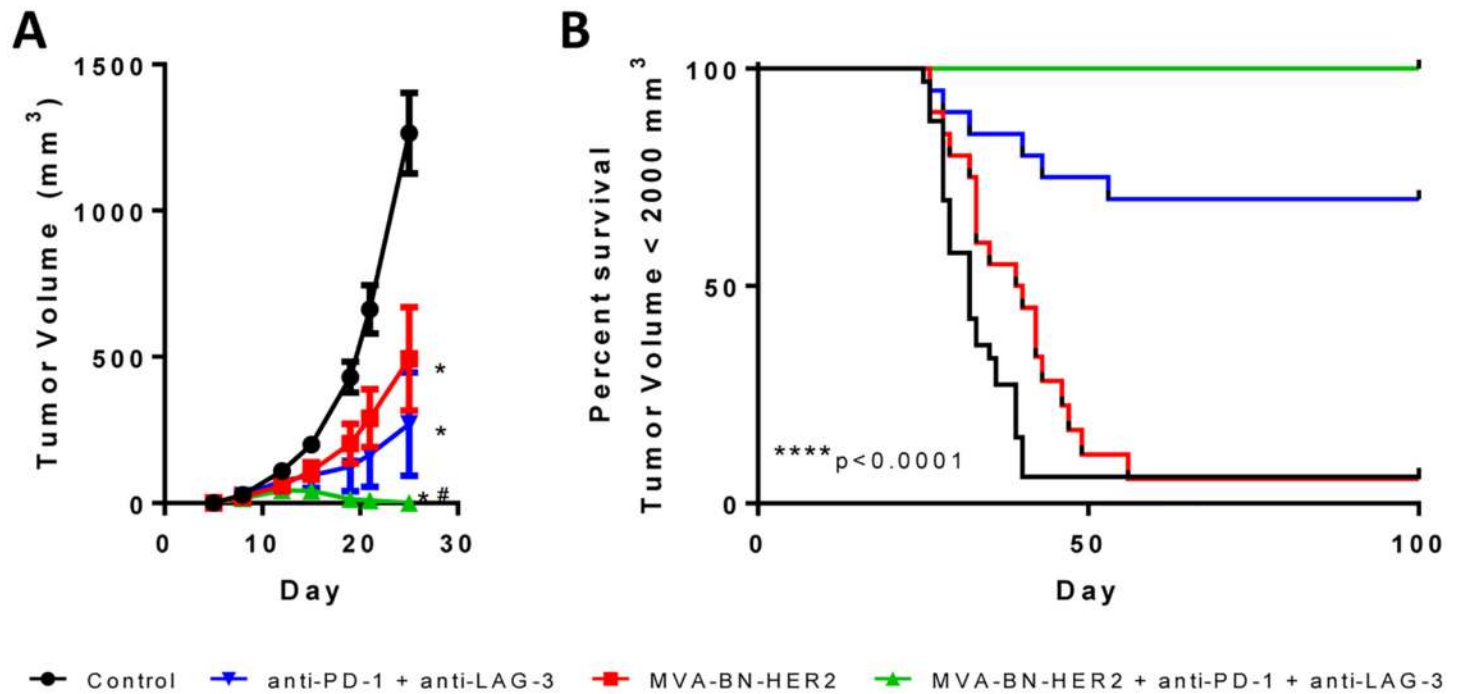 A
B
Tumor Volume (mm³)
1500
1000
500
0
0 10 20 30
Day
*
*
* #
Percent survival
Tumor Volume < 2000 mm³
100
50
0
0 50 100
Day
****p<0.0001
Control anti-PD-1 + anti-LAG-3 MVA-BN-HER2 MVA-BN-HER2 + anti-PD-1 + anti-LAG-3